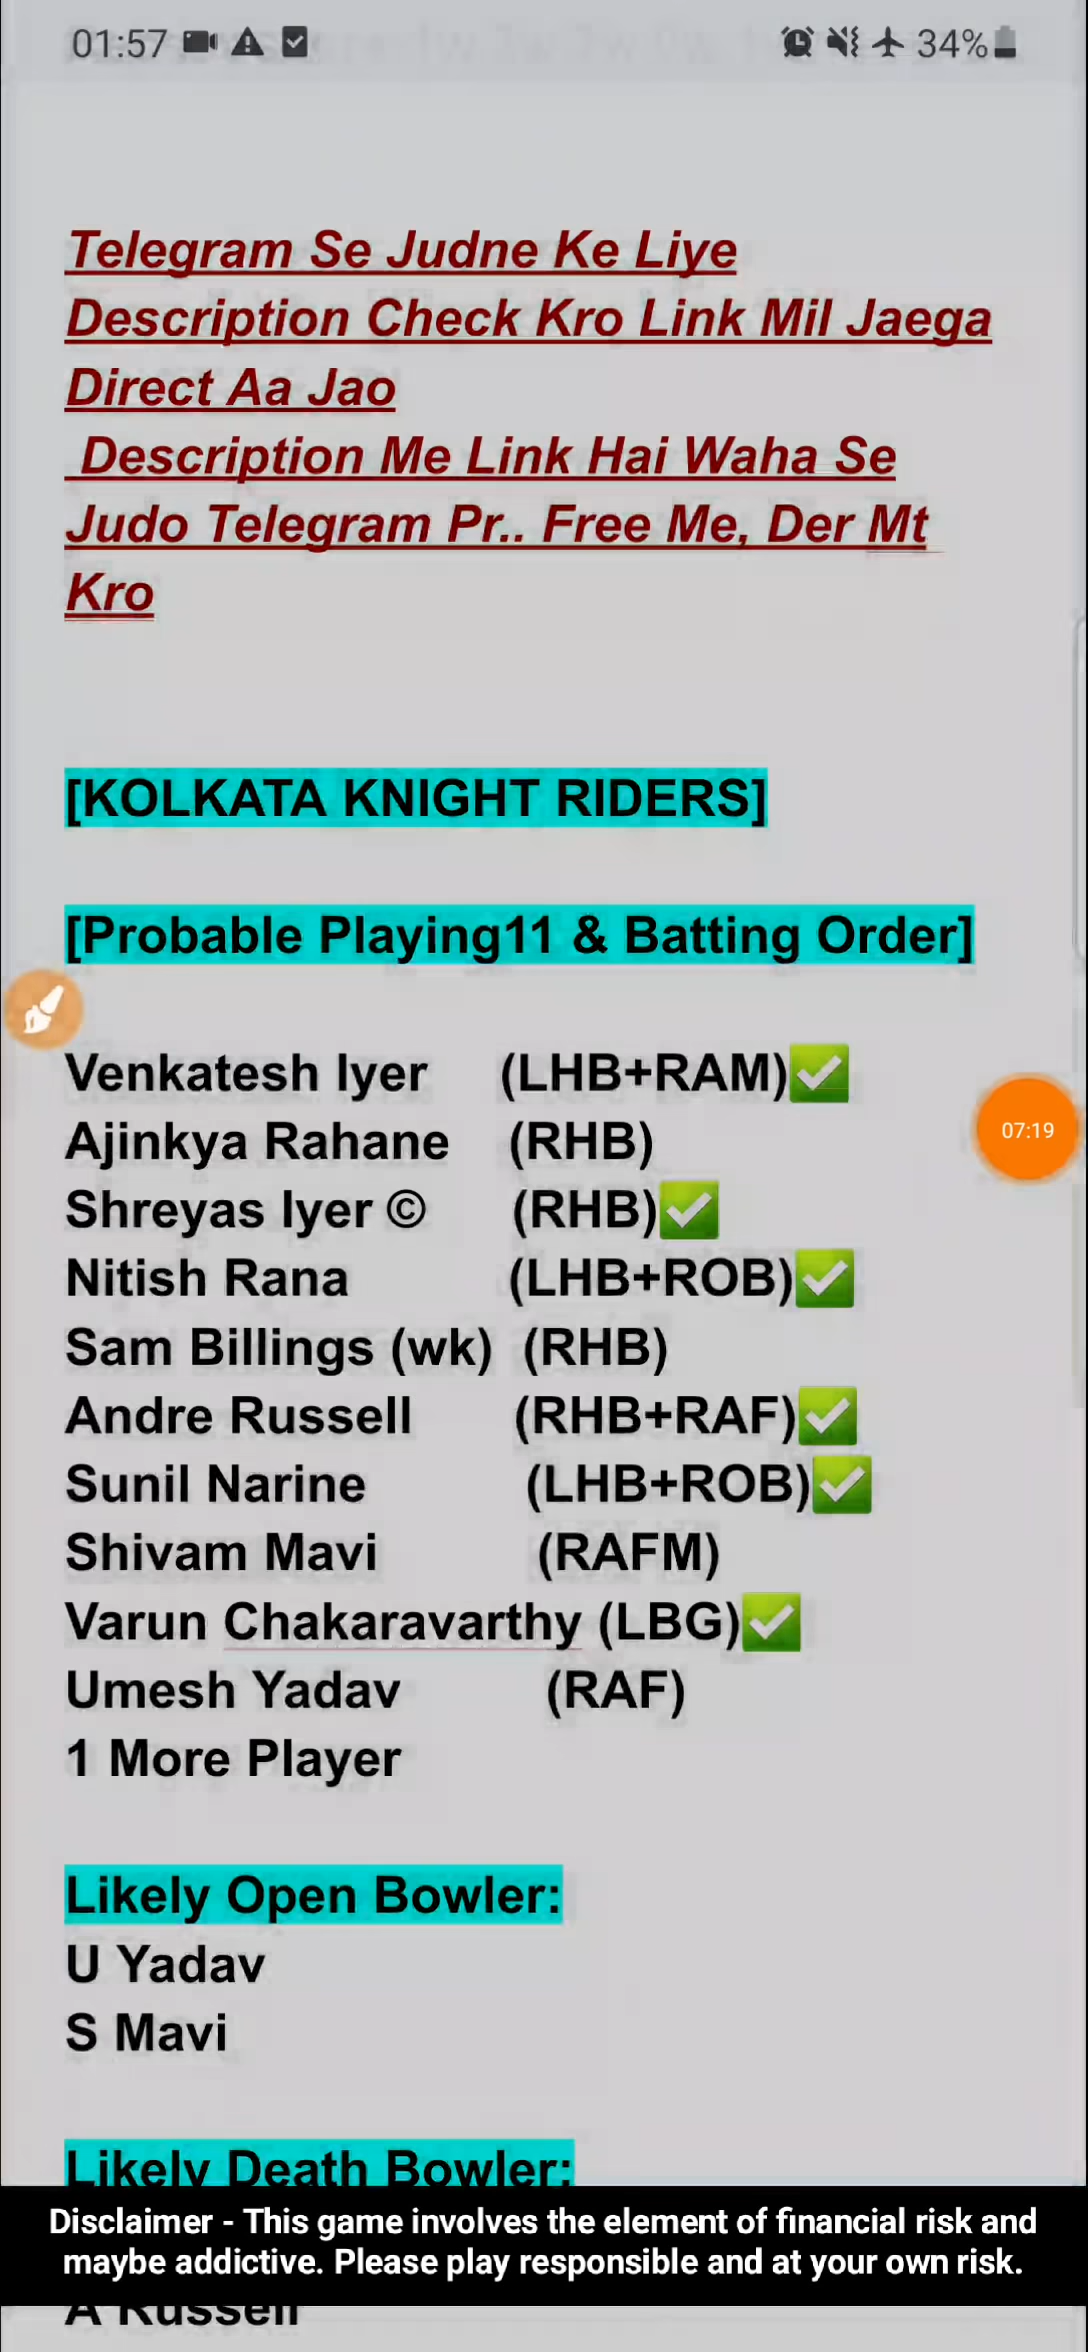 01:57 34%
Telegram Se Judne Ke Liye
Description Check Kro Link Mil Jaega
Direct Aa Jao
Description Me Link Hai Waha Se
Judo Telegram Pr.. Free Me, Der Mt
Kro
[KOLKATA KNIGHT RIDERS]
[Probable Playing11 & Batting Order]
Venkatesh Iyer (LHB+RAM)✅
Ajinkya Rahane (RHB)
07:19
Shreyas Iyer © (RHB)✅
Nitish Rana (LHB+ROB)✅
Sam Billings (wk) (RHB)
Andre Russell (RHB+RAF)✅
Sunil Narine (LHB+ROB)✅
Shivam Mavi (RAFM)
Varun Chakaravarthy (LBG)✅
Umesh Yadav (RAF)
1 More Player
Likely Open Bowler:
U Yadav
S Mavi
Likely Death Bowler:
Disclaimer - This game involves the element of financial risk and
maybe addictive. Please play responsible and at your own risk.
A Russell